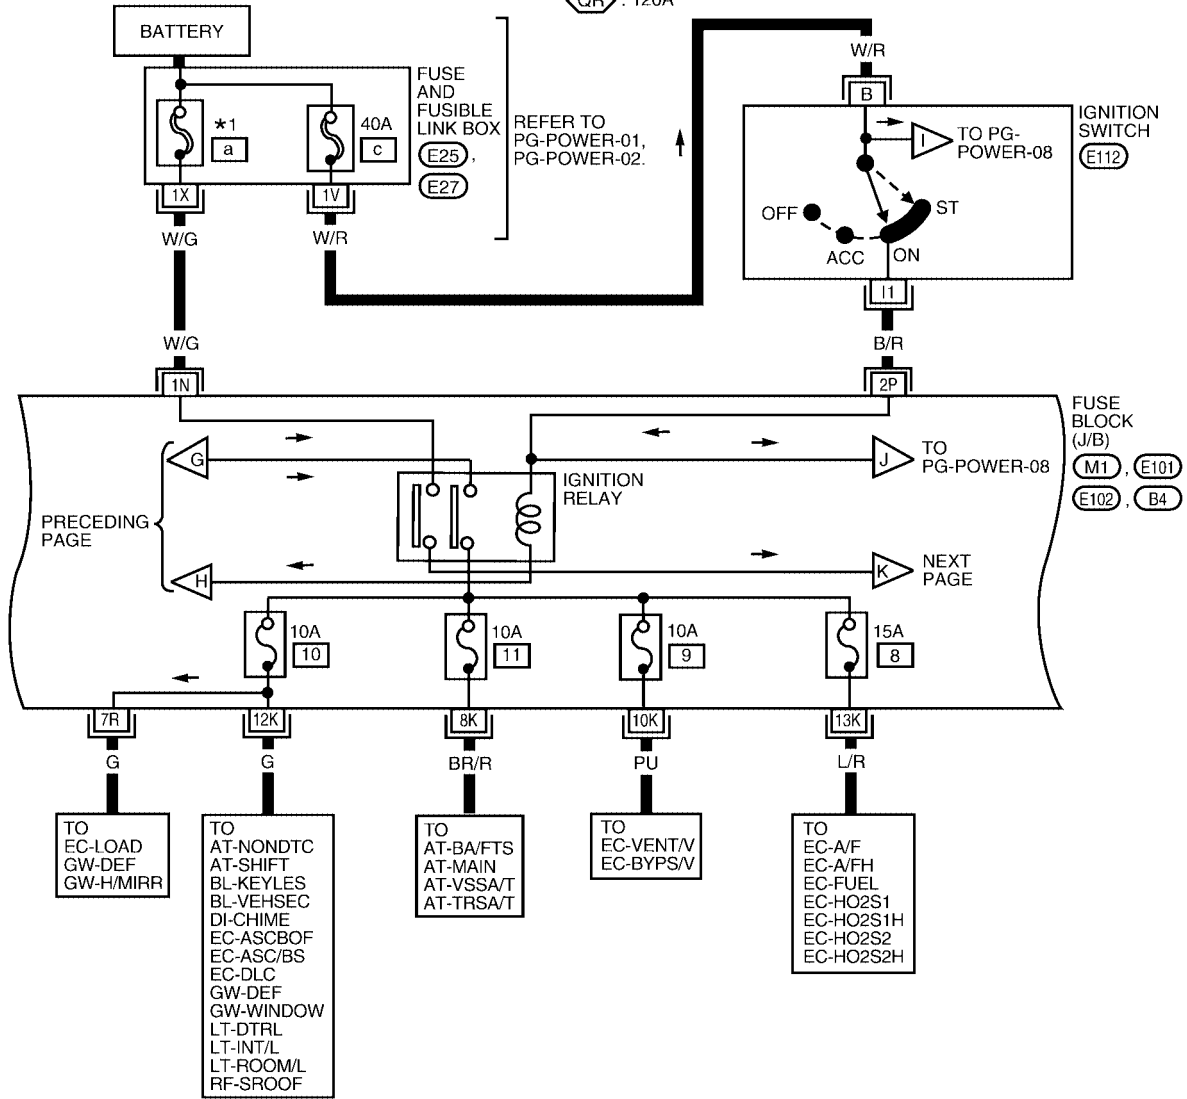 QR : 120A
BATTERY
W/R
FUSE
AND
FUSIBLE
LINK BOX
E25 ,
E27
*1
a
40A
c
REFER TO
PG-POWER-01,
PG-POWER-02.
B
IGNITION
SWITCH
E112
I
TO PG-
POWER-08
OFF
ST
ACC
ON
1X
1V
W/G
W/R
I1
W/G
B/R
1N
2P
FUSE
BLOCK
(J/B)
M1 , E101
E102 , B4
G
J
TO
PG-POWER-08
IGNITION
RELAY
PRECEDING
PAGE
H
K
NEXT
PAGE
10A
10
10A
11
10A
9
15A
8
7R
12K
8K
10K
13K
G
G
BR/R
PU
L/R
TO
EC-LOAD
GW-DEF
GW-H/MIRR
TO
AT-NONDTC
AT-SHIFT
BL-KEYLES
BL-VEHSEC
DI-CHIME
EC-ASCBOF
EC-ASC/BS
EC-DLC
GW-DEF
GW-WINDOW
LT-DTRL
LT-INT/L
LT-ROOM/L
RF-SROOF
TO
AT-BA/FTS
AT-MAIN
AT-VSSA/T
AT-TRSA/T
TO
EC-VENT/V
EC-BYPS/V
TO
EC-A/F
EC-A/FH
EC-FUEL
EC-HO2S1
EC-HO2S1H
EC-HO2S2
EC-HO2S2H